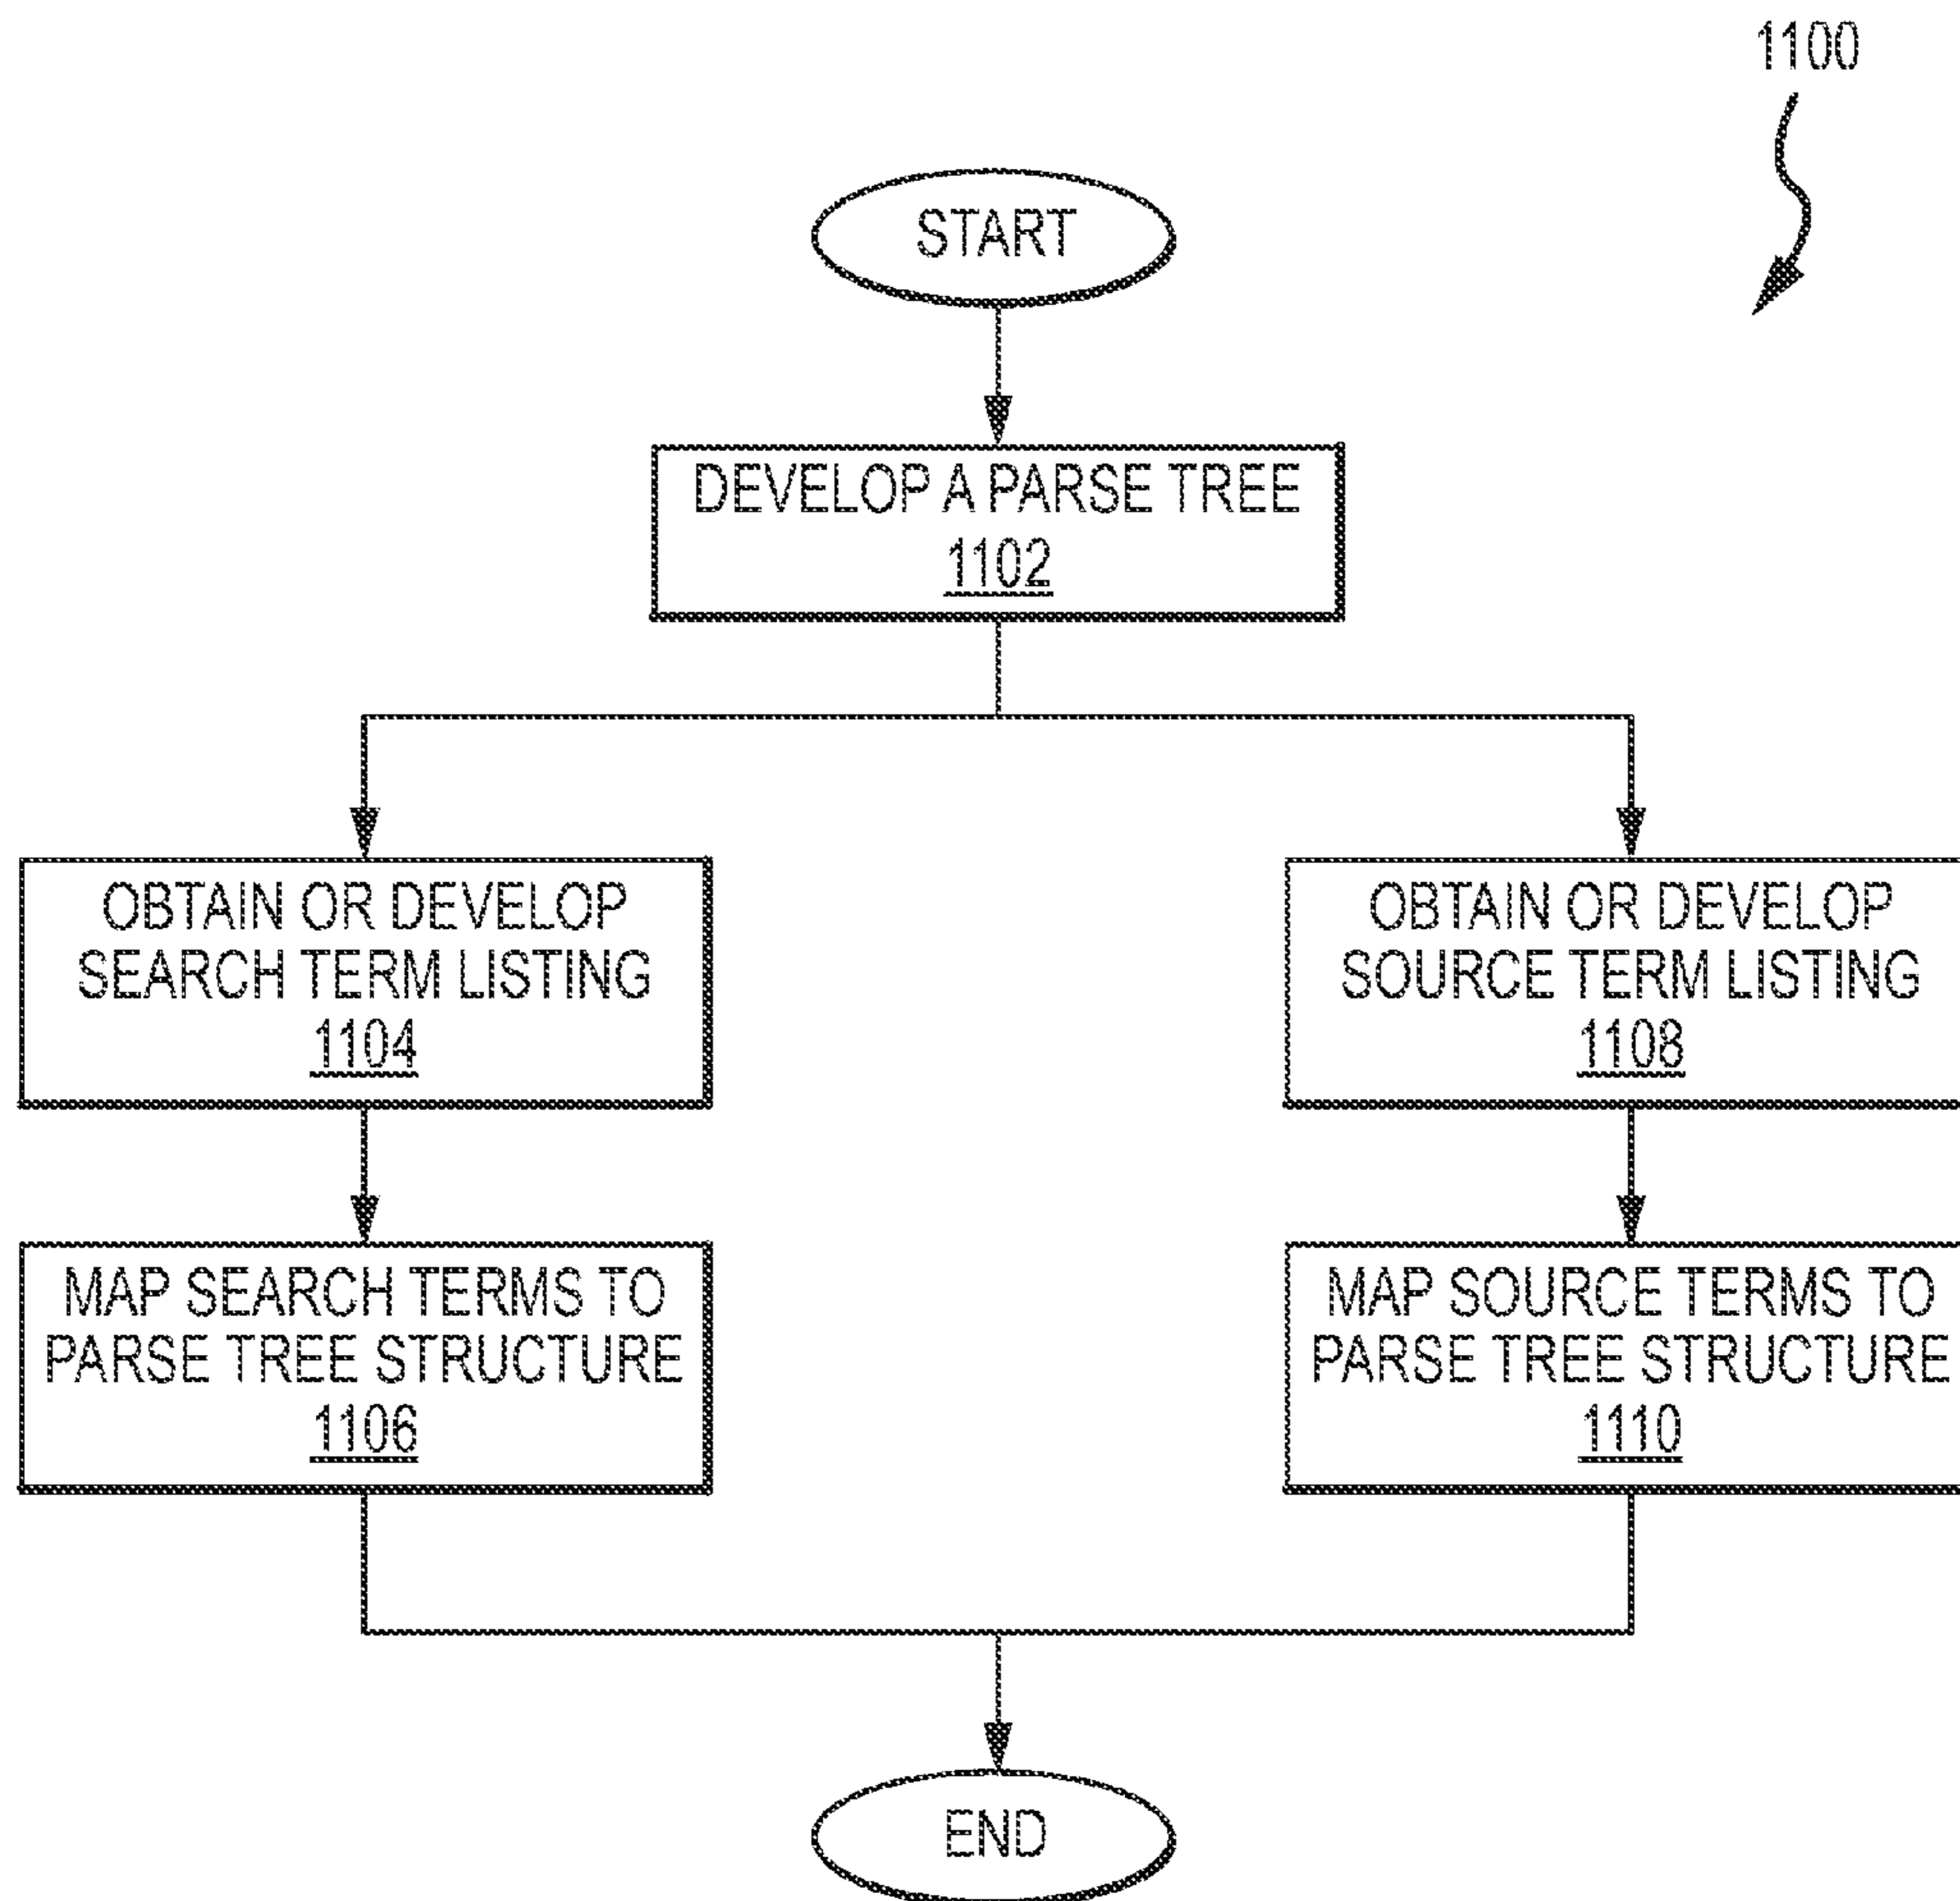 1100
START
DEVELOP A PARSE TREE
1102
OBTAIN OR DEVELOP
SEARCH TERM LISTING
1104
OBTAIN OR DEVELOP
SOURCE TERM LISTING
1108
MAP SEARCH TERMS TO
PARSE TREE STRUCTURE
1106
MAP SOURCE TERMS TO
PARSE TREE STRUCTURE
1110
END